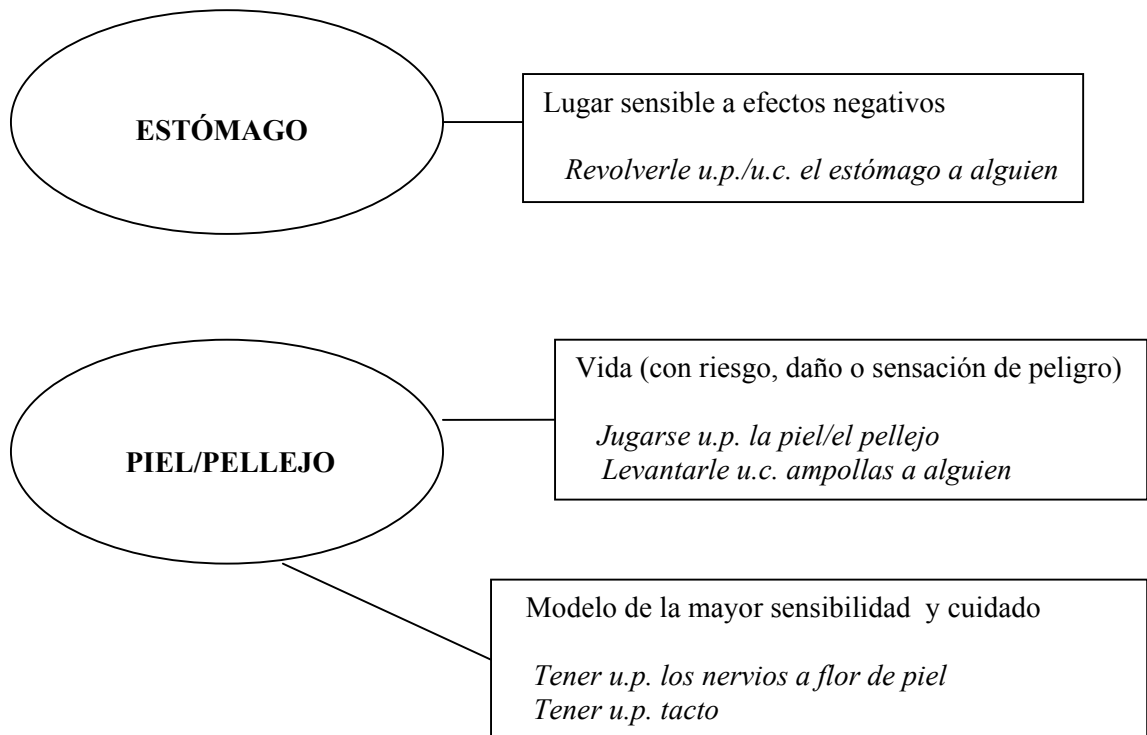 ESTÓMAGO
Lugar sensible a efectos negativos
Revolverle u.p./u.c. el estómago a alguien
PIEL/PELLEJO
Vida (con riesgo, daño o sensación de peligro)
Jugarse u.p. la piel/el pellejo
Levantarle u.c. ampollas a alguien
Modelo de la mayor sensibilidad y cuidado
Tener u.p. los nervios a flor de piel
Tener u.p. tacto